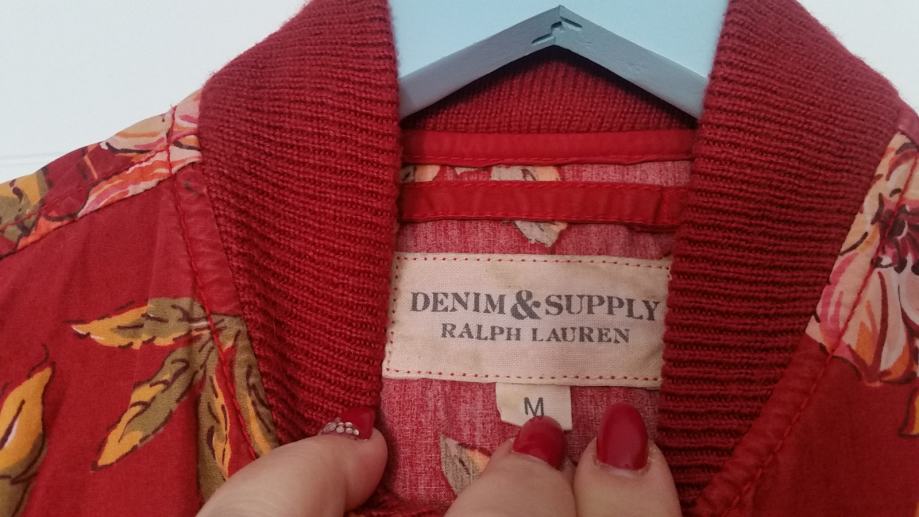 DENIM & SUPPLY
RALPH LAUREN
M